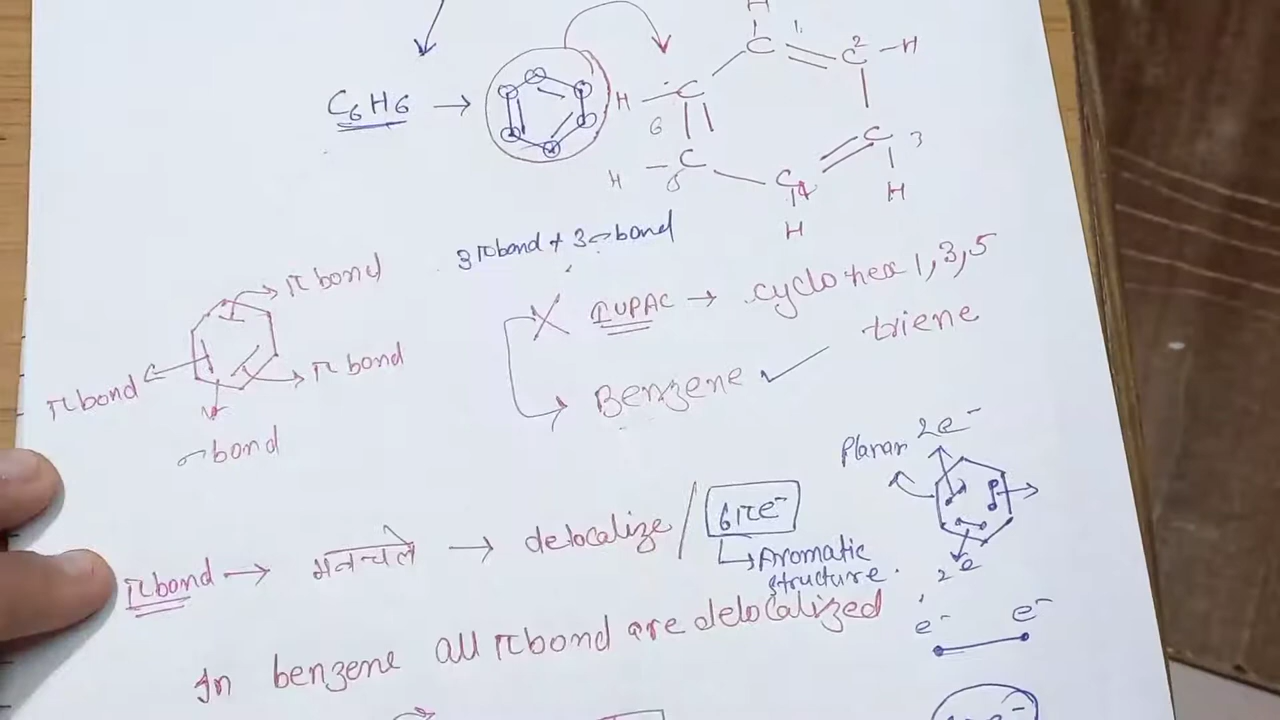 H
C 1 = C 2 – H
C₆H₆ → H – C
6
C 3
H – C
5
C 4
H
H
3 π bond + 3 σ bond
π bond
IUPAC → cyclo hex 1, 3, 5
triene
π bond
π bond
Benzene ✓
σ bond
Planar 2e⁻
π bond → मनचले → delocalize / 6πe⁻
Aromatic
structure.
2e
In benzene all π bond are delocalized
e⁻ e⁻